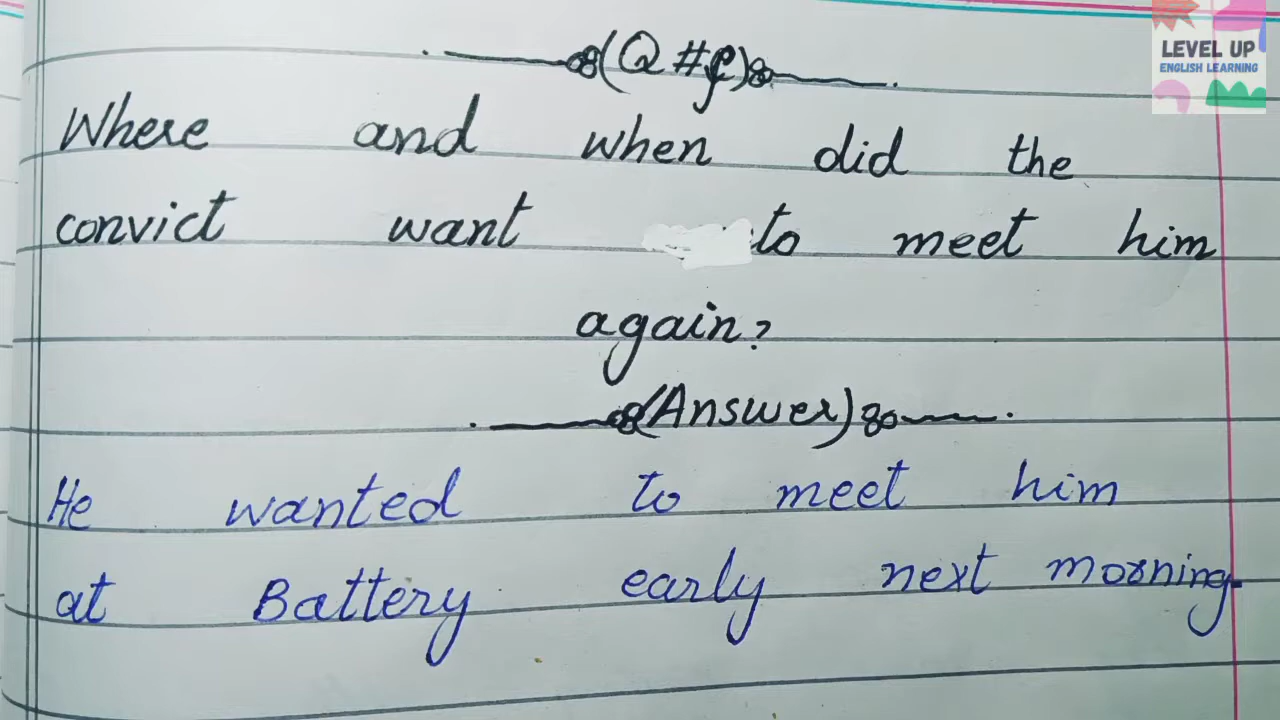 LEVEL UP
ENGLISH LEARNING
(Q #
Where and when did the
convict want to meet him
again?
(Answer)
He wanted to meet him
at Battery early next morning.